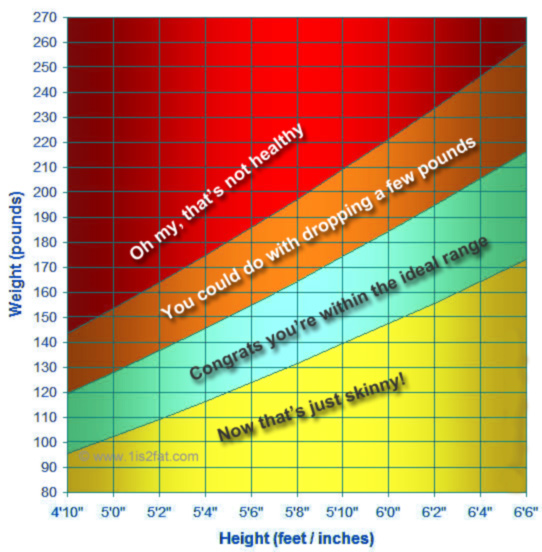 270
260
250
240
230
220
210
200
190
180
170
160
150
140
130
120
110
100
90
80
Weight (pounds)
Oh my, that's not healthy
You could do with dropping a few pounds
Congrats you're within the ideal range
Now that's just skinny!
© www.1is2fat.com
4'10" 5'0" 5'2" 5'4" 5'6" 5'8" 5'10" 6'0" 6'2" 6'4" 6'6"
Height (feet / inches)